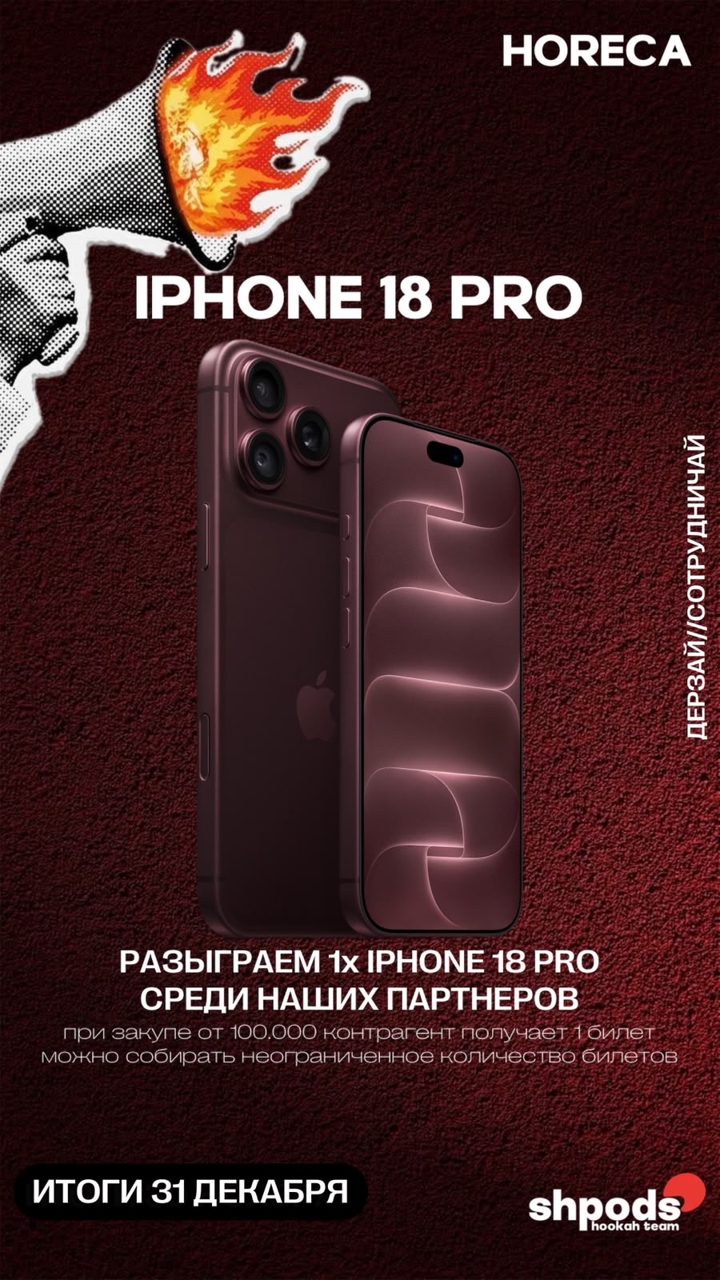 HORECA
IPHONE 18 PRO
ДЕРЗАЙ//СОТРУДНИЧАЙ
РАЗЫГРАЕМ 1x IPHONE 18 PRO
СРЕДИ НАШИХ ПАРТНЕРОВ
при закупе от 100.000 контрагент получает 1 билет
можно собирать неограниченное количество билетов
ИТОГИ 31 ДЕКАБРЯ
shpods
hookah team